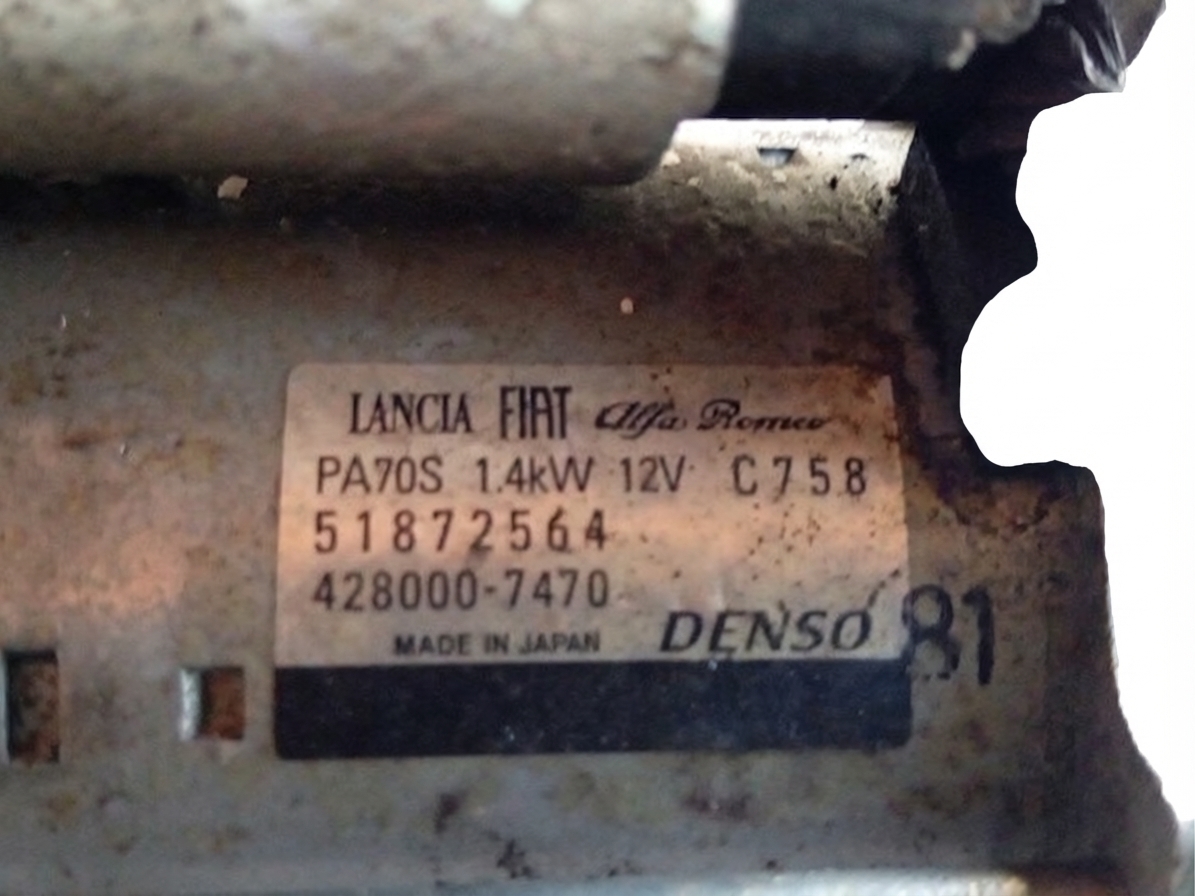 LANCIA FIAT Alfa Romeo
PA70S 1.4kW 12V C758
51872564
428000-7470
MADE IN JAPAN DENSO
81